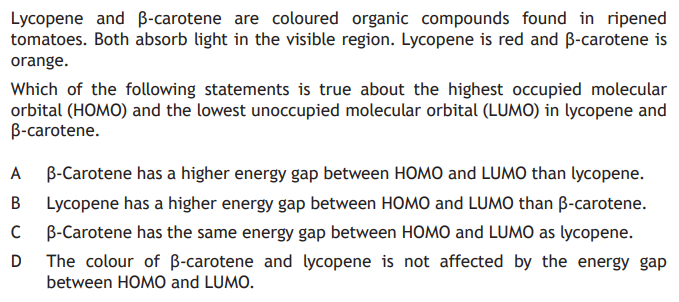 Lycopene and β-carotene are coloured organic compounds found in ripened
tomatoes. Both absorb light in the visible region. Lycopene is red and β-carotene is
orange.
Which of the following statements is true about the highest occupied molecular
orbital (HOMO) and the lowest unoccupied molecular orbital (LUMO) in lycopene and
β-carotene.
A β-Carotene has a higher energy gap between HOMO and LUMO than lycopene.
B Lycopene has a higher energy gap between HOMO and LUMO than β-carotene.
C β-Carotene has the same energy gap between HOMO and LUMO as lycopene.
D The colour of β-carotene and lycopene is not affected by the energy gap
between HOMO and LUMO.